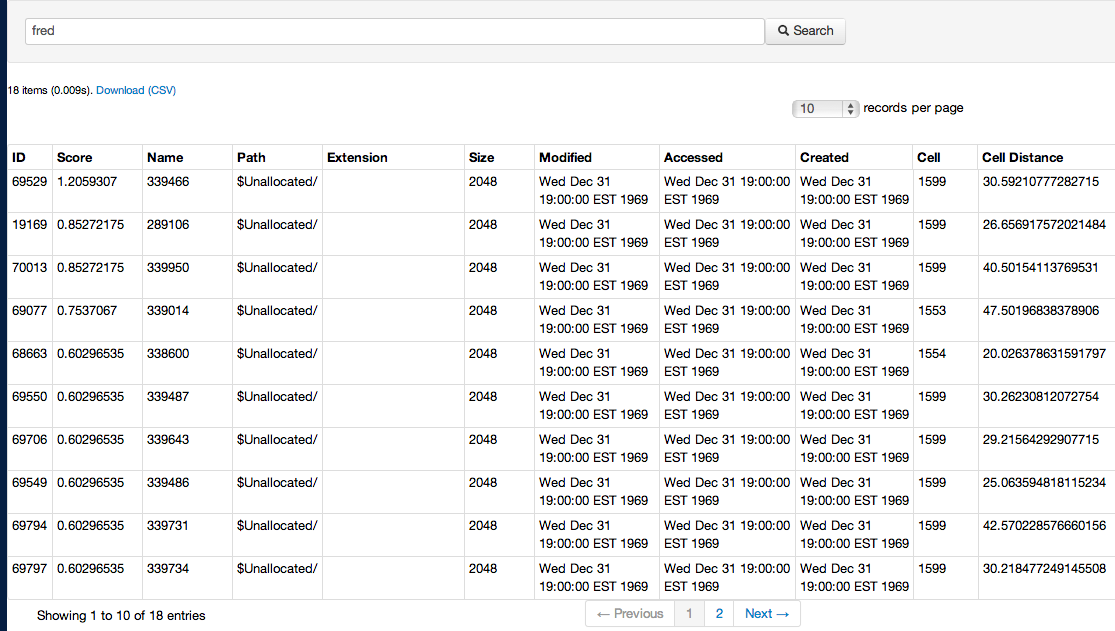 fred
Search
18 items (0.009s). Download (CSV)
10 records per page
ID Score Name Path Extension Size Modified Accessed Created Cell Cell Distance
69529 1.2059307 339466 $Unallocated/ 2048 Wed Dec 31 Wed Dec 31 19:00:00 Wed Dec 31 1599 30.59210777282715
19:00:00 EST 1969 EST 1969 19:00:00 EST 1969
19169 0.85272175 289106 $Unallocated/ 2048 Wed Dec 31 Wed Dec 31 19:00:00 Wed Dec 31 1599 26.656917572021484
19:00:00 EST 1969 EST 1969 19:00:00 EST 1969
70013 0.85272175 339950 $Unallocated/ 2048 Wed Dec 31 Wed Dec 31 19:00:00 Wed Dec 31 1599 40.50154113769531
19:00:00 EST 1969 EST 1969 19:00:00 EST 1969
69077 0.7537067 339014 $Unallocated/ 2048 Wed Dec 31 Wed Dec 31 19:00:00 Wed Dec 31 1553 47.50196838378906
19:00:00 EST 1969 EST 1969 19:00:00 EST 1969
68663 0.60296535 338600 $Unallocated/ 2048 Wed Dec 31 Wed Dec 31 19:00:00 Wed Dec 31 1554 20.026378631591797
19:00:00 EST 1969 EST 1969 19:00:00 EST 1969
69550 0.60296535 339487 $Unallocated/ 2048 Wed Dec 31 Wed Dec 31 19:00:00 Wed Dec 31 1599 30.26230812072754
19:00:00 EST 1969 EST 1969 19:00:00 EST 1969
69706 0.60296535 339643 $Unallocated/ 2048 Wed Dec 31 Wed Dec 31 19:00:00 Wed Dec 31 1599 29.21564292907715
19:00:00 EST 1969 EST 1969 19:00:00 EST 1969
69549 0.60296535 339486 $Unallocated/ 2048 Wed Dec 31 Wed Dec 31 19:00:00 Wed Dec 31 1599 25.063594818115234
19:00:00 EST 1969 EST 1969 19:00:00 EST 1969
69794 0.60296535 339731 $Unallocated/ 2048 Wed Dec 31 Wed Dec 31 19:00:00 Wed Dec 31 1599 42.570228576660156
19:00:00 EST 1969 EST 1969 19:00:00 EST 1969
69797 0.60296535 339734 $Unallocated/ 2048 Wed Dec 31 Wed Dec 31 19:00:00 Wed Dec 31 1599 30.218477249145508
19:00:00 EST 1969 EST 1969 19:00:00 EST 1969
Showing 1 to 10 of 18 entries ← Previous 1 2 Next →